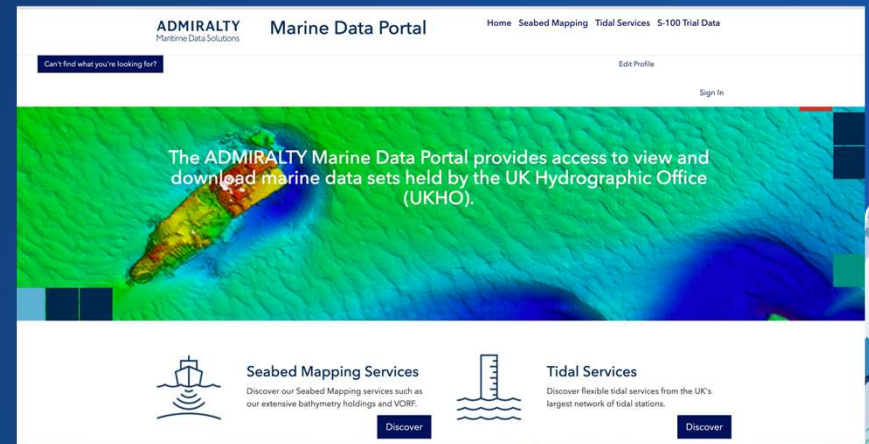 ADMIRALTY
Maritime Data Solutions
Marine Data Portal
Home Seabed Mapping Tidal Services S-100 Trial Data
Can't find what you're looking for?
Edit Profile
Sign In
The ADMIRALTY Marine Data Portal provides access to view and
download marine data sets held by the UK Hydrographic Office
(UKHO).
Seabed Mapping Services
Discover our Seabed Mapping services such as
our extensive bathymetry holdings and VORF.
Discover
Tidal Services
Discover flexible tidal services from the UK's
largest network of tidal stations.
Discover